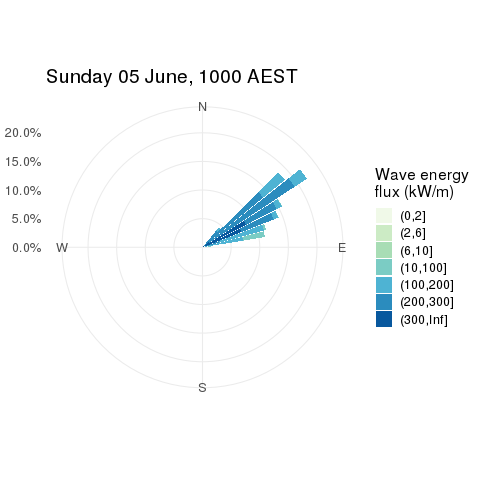 Sunday 05 June, 1000 AEST
N
20.0%
15.0%
10.0%
5.0%
0.0%
W
E
S
Wave energy
flux (kW/m)
(0,2]
(2,6]
(6,10]
(10,100]
(100,200]
(200,300]
(300,Inf]